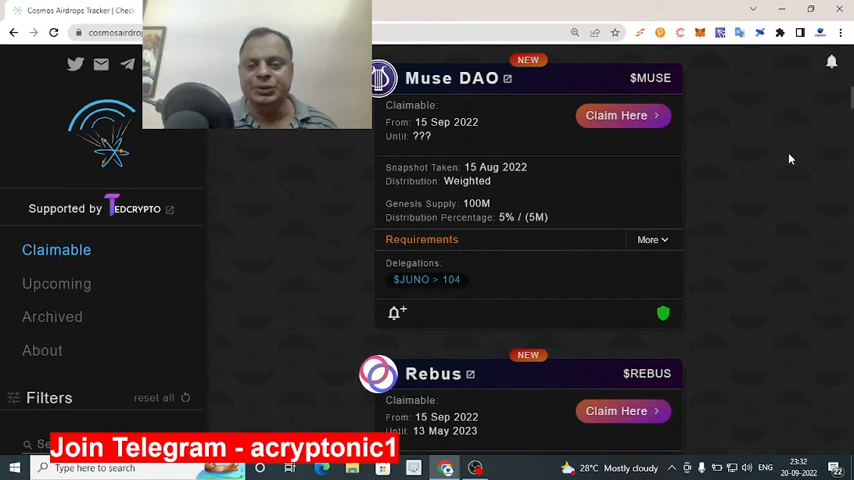 Cosmos Airdrops Tracker | Check
cosmosairdrop
Supported by TEDCRYPTO
Claimable
Upcoming
Archived
About
Filters
reset all
NEW
Muse DAO
$MUSE
Claimable:
From: 15 Sep 2022
Until: ???
Claim Here >
Snapshot Taken: 15 Aug 2022
Distribution: Weighted
Genesis Supply: 100M
Distribution Percentage: 5% / (5M)
Requirements
More
Delegations:
$JUNO > 104
NEW
Rebus
$REBUS
Claimable:
From: 15 Sep 2022
Until: 13 May 2023
Claim Here >
Join Telegram - acryptonic1
Type here to search
28°C Mostly cloudy
ENG
23:32
20-09-2022